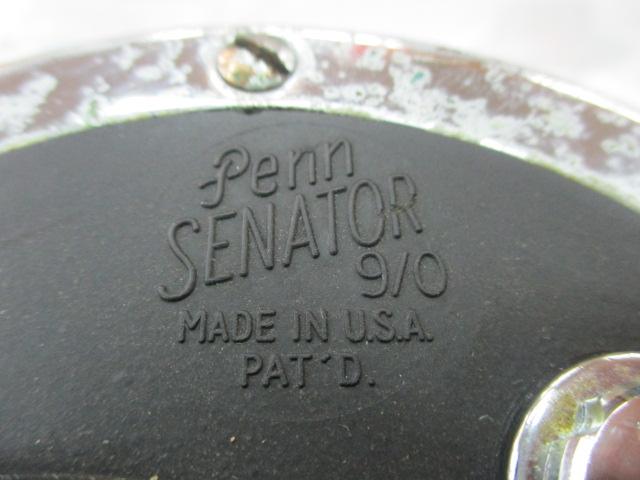 Penn
SENATOR
9/0
MADE IN U.S.A.
PAT'D.